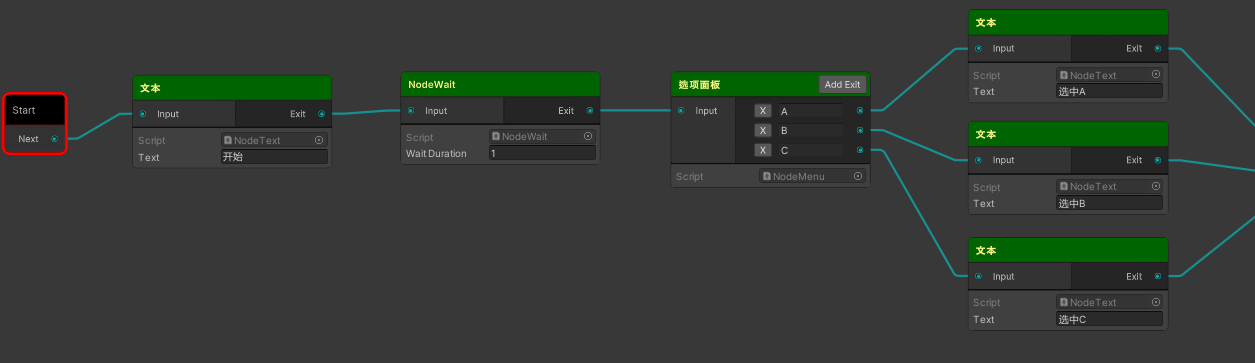 Start
Next
文本
Input Exit
Script NodeText
Text 开始
NodeWait
Input Exit
Script NodeWait
Wait Duration 1
选项面板 Add Exit
Input X A
X B
X C
Script NodeMenu
文本
Input Exit
Script NodeText
Text 选中A
文本
Input Exit
Script NodeText
Text 选中B
文本
Input Exit
Script NodeText
Text 选中C